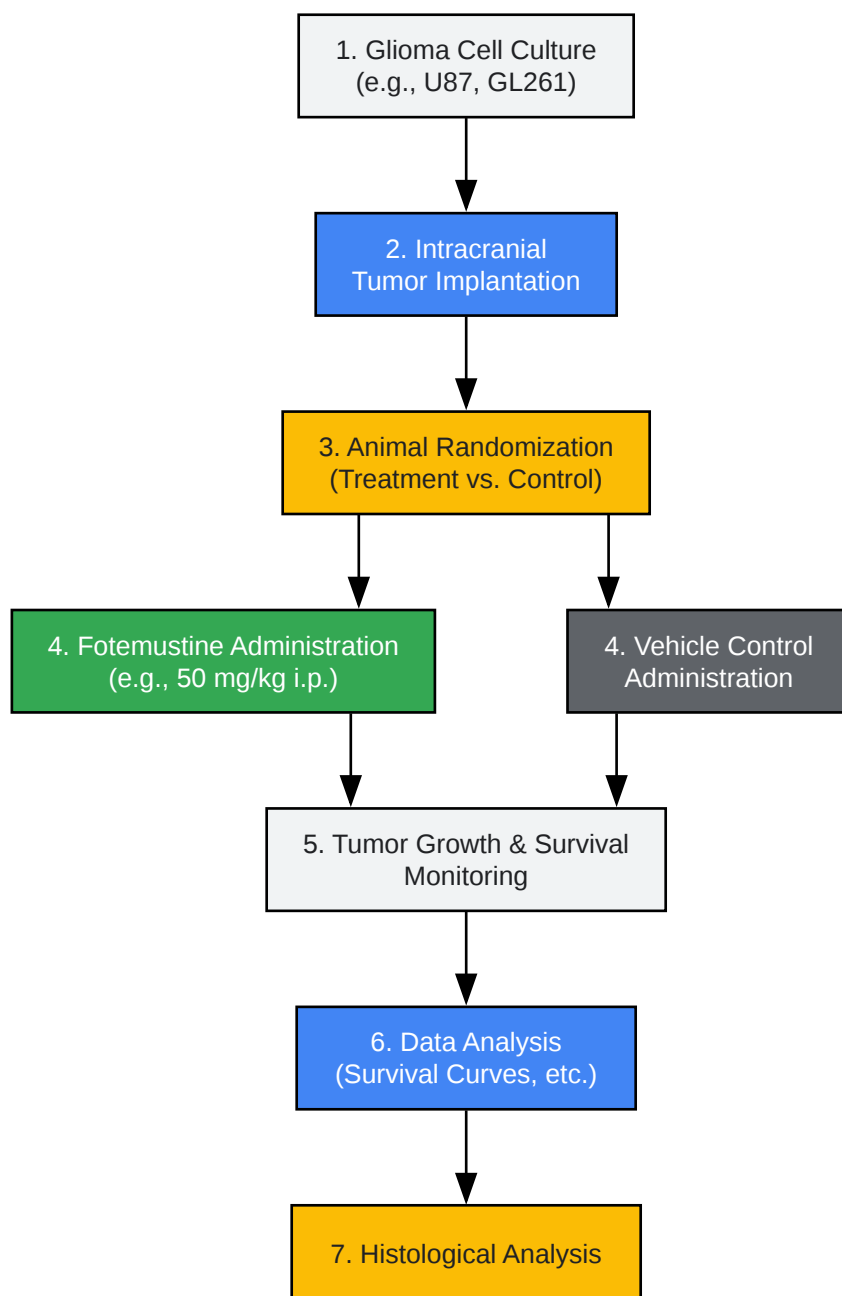 1. Glioma Cell Culture
(e.g., U87, GL261)
2. Intracranial
Tumor Implantation
3. Animal Randomization
(Treatment vs. Control)
4. Fotemustine Administration
(e.g., 50 mg/kg i.p.)
4. Vehicle Control
Administration
5. Tumor Growth & Survival
Monitoring
6. Data Analysis
(Survival Curves, etc.)
7. Histological Analysis